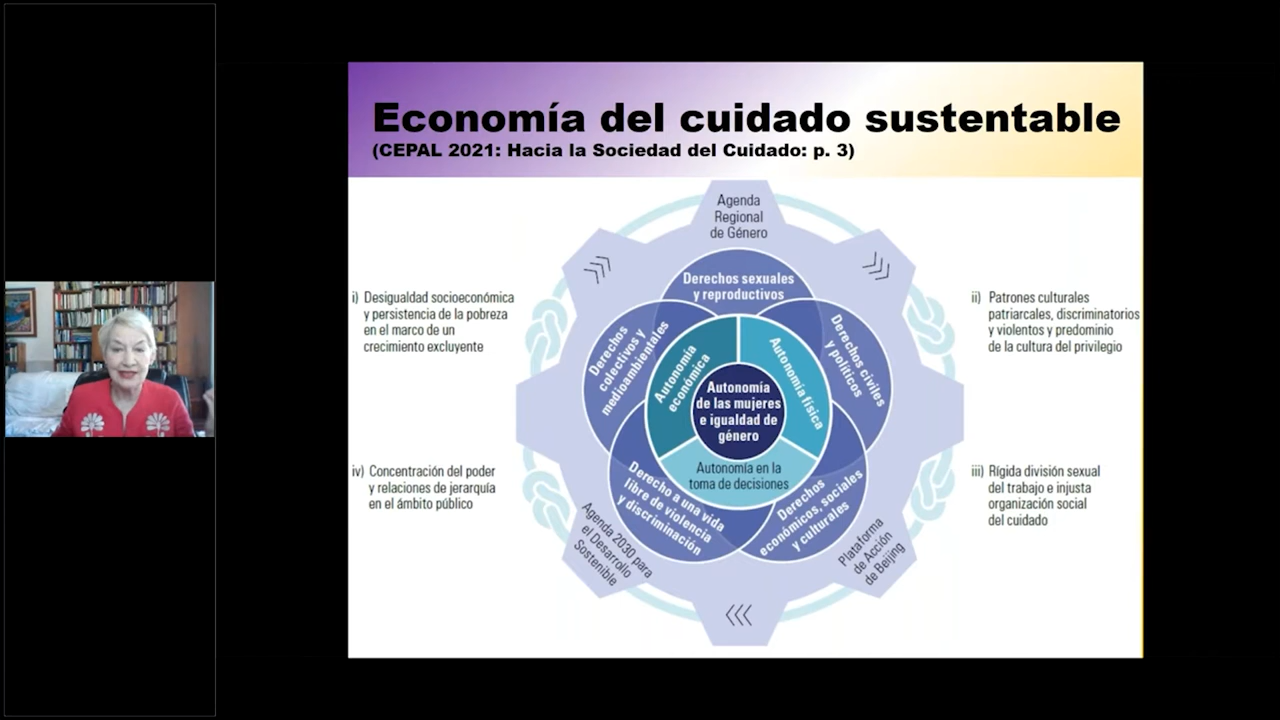 Economía del cuidado sustentable
(CEPAL 2021: Hacia la Sociedad del Cuidado: p. 3)
Agenda
Regional
de Género
Derechos sexuales
y reproductivos
i) Desigualdad socioeconómica
y persistencia de la pobreza
en el marco de un
crecimiento excluyente
ii) Patrones culturales
patriarcales, discriminatorios
y violentos y predominio
de la cultura del privilegio
Derechos
colectivos y
medioambientales
Autonomía
económica
Autonomía física
Derechos civiles
y políticos
Autonomía
de las mujeres
e igualdad de
género
Autonomía en la
toma de decisiones
iv) Concentración del poder
y relaciones de jerarquía
en el ámbito público
iii) Rígida división sexual
del trabajo e injusta
organización social
del cuidado
Derecho a una vida
libre de violencia
y discriminación
Derechos
económicos, sociales
y culturales
Agenda 2030 para
el Desarrollo
Sostenible
Plataforma
de Acción
de Beijing